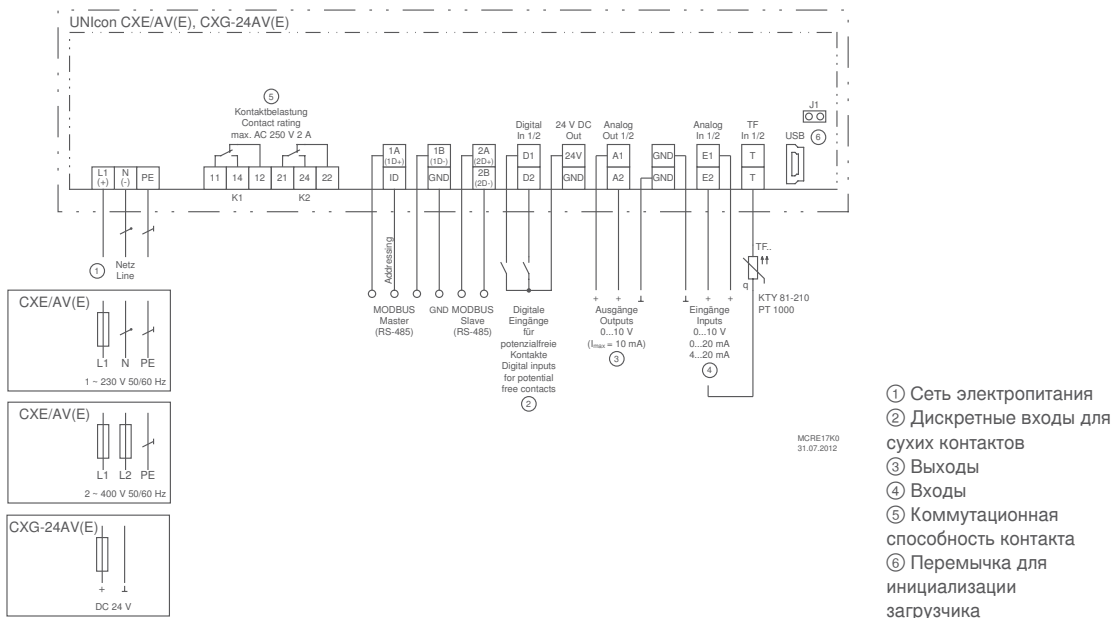 UNIcon CXE/AV(E), CXG-24AV(E)
⑤
Kontaktbelastung
Contact rating
max. AC 250 V 2 A
L1
(+)
N
(-)
PE
11 14 12 21 24 22
K1 K2
1A
(1D+)
ID
1B
(1D-)
GND
2A
(2D+)
2B
(2D-)
Digital
In 1/2
D1
D2
24 V DC
Out
24V
GND
Analog
Out 1/2
A1
A2
GND
GND
Analog
In 1/2
E1
E2
TF
In 1/2
T
T
USB
J1
⑥
①
Netz
Line
Addressing
MODBUS
Master
(RS-485)
GND
MODBUS
Slave
(RS-485)
Digitale
Eingänge
für
potenzialfreie
Kontakte
Digital inputs
for potential
free contacts
②
+ + ⊥
Ausgänge
Outputs
0...10 V
(Imax = 10 mA)
③
⊥ + +
Eingänge
Inputs
0...10 V
0...20 mA
4...20 mA
④
TF..
q
KTY 81-210
PT 1000
CXE/AV(E)
L1 N PE
1 ~ 230 V 50/60 Hz
CXE/AV(E)
L1 L2 PE
2 ~ 400 V 50/60 Hz
CXG-24AV(E)
+ ⊥
DC 24 V
MCRE17K0
31.07.2012
① Сеть электропитания
② Дискретные входы для
сухих контактов
③ Выходы
④ Входы
⑤ Коммутационная
способность контакта
⑥ Перемычка для
инициализации
загрузчика